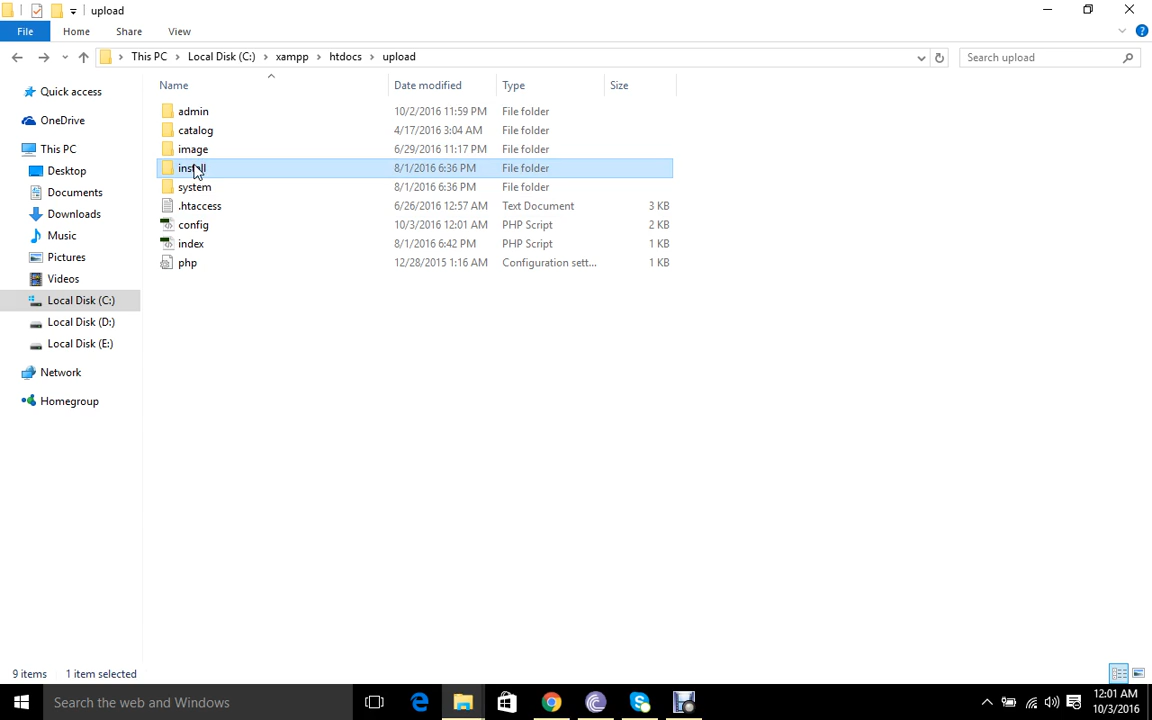 upload
File Home Share View
This PC Local Disk (C:) xampp htdocs upload
Search upload
Name Date modified Type Size
Quick access
OneDrive
This PC
Desktop
Documents
Downloads
Music
Pictures
Videos
Local Disk (C:)
Local Disk (D:)
Local Disk (E:)
Network
Homegroup
admin 10/2/2016 11:59 PM File folder
catalog 4/17/2016 3:04 AM File folder
image 6/29/2016 11:17 PM File folder
install 8/1/2016 6:36 PM File folder
system 8/1/2016 6:36 PM File folder
.htaccess 6/26/2016 12:57 AM Text Document 3 KB
config 10/3/2016 12:01 AM PHP Script 2 KB
index 8/1/2016 6:42 PM PHP Script 1 KB
php 12/28/2015 1:16 AM Configuration sett... 1 KB
9 items 1 item selected
Search the web and Windows
12:01 AM
10/3/2016